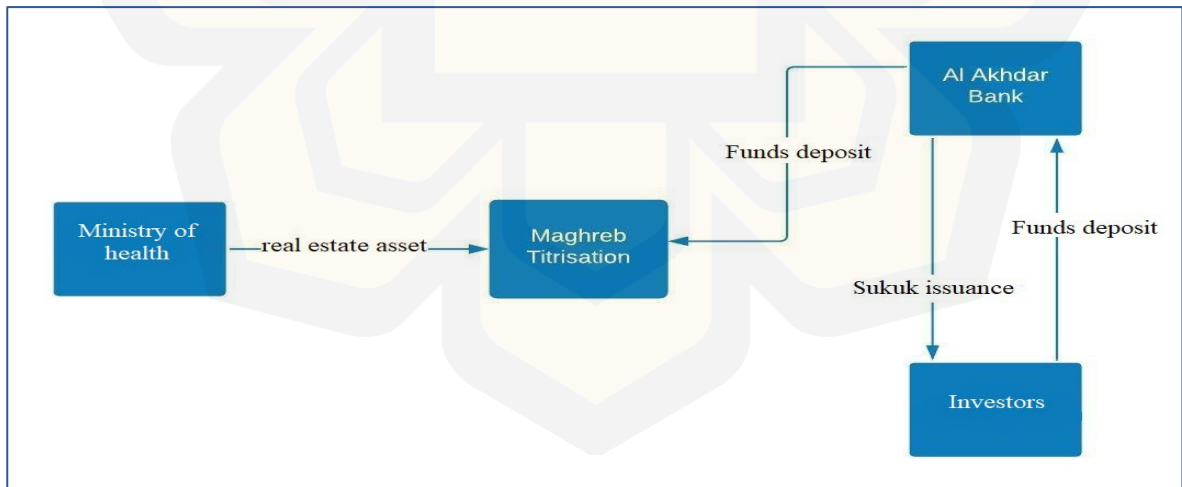 Al Akhdar
Bank
Funds deposit
Ministry of
health
real estate asset
Maghreb
Titrisation
Funds deposit
Sukuk issuance
Investors